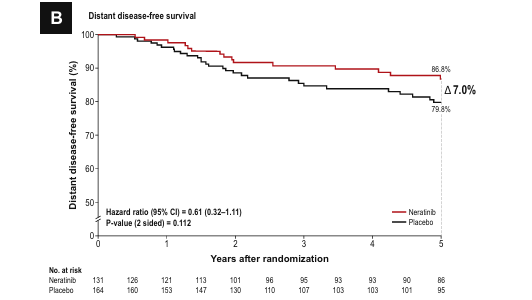 B
Distant disease-free survival
Distant disease-free survival (%)
100
90
80
70
60
50
0
86.8%
Δ 7.0%
79.8%
Hazard ratio (95% CI) = 0.61 (0.32–1.11)
P-value (2 sided) = 0.112
Neratinib
Placebo
0 1 2 3 4 5
Years after randomization
No. at risk
Neratinib 131 126 121 113 101 96 95 93 93 90 86
Placebo 164 160 153 147 130 110 107 103 103 101 95